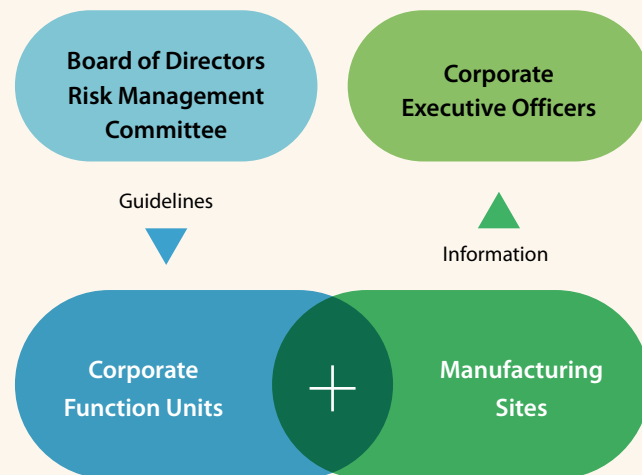 Board of Directors
Risk Management
Committee
Corporate
Executive Officers
Guidelines
Information
Corporate
Function Units
+
Manufacturing
Sites